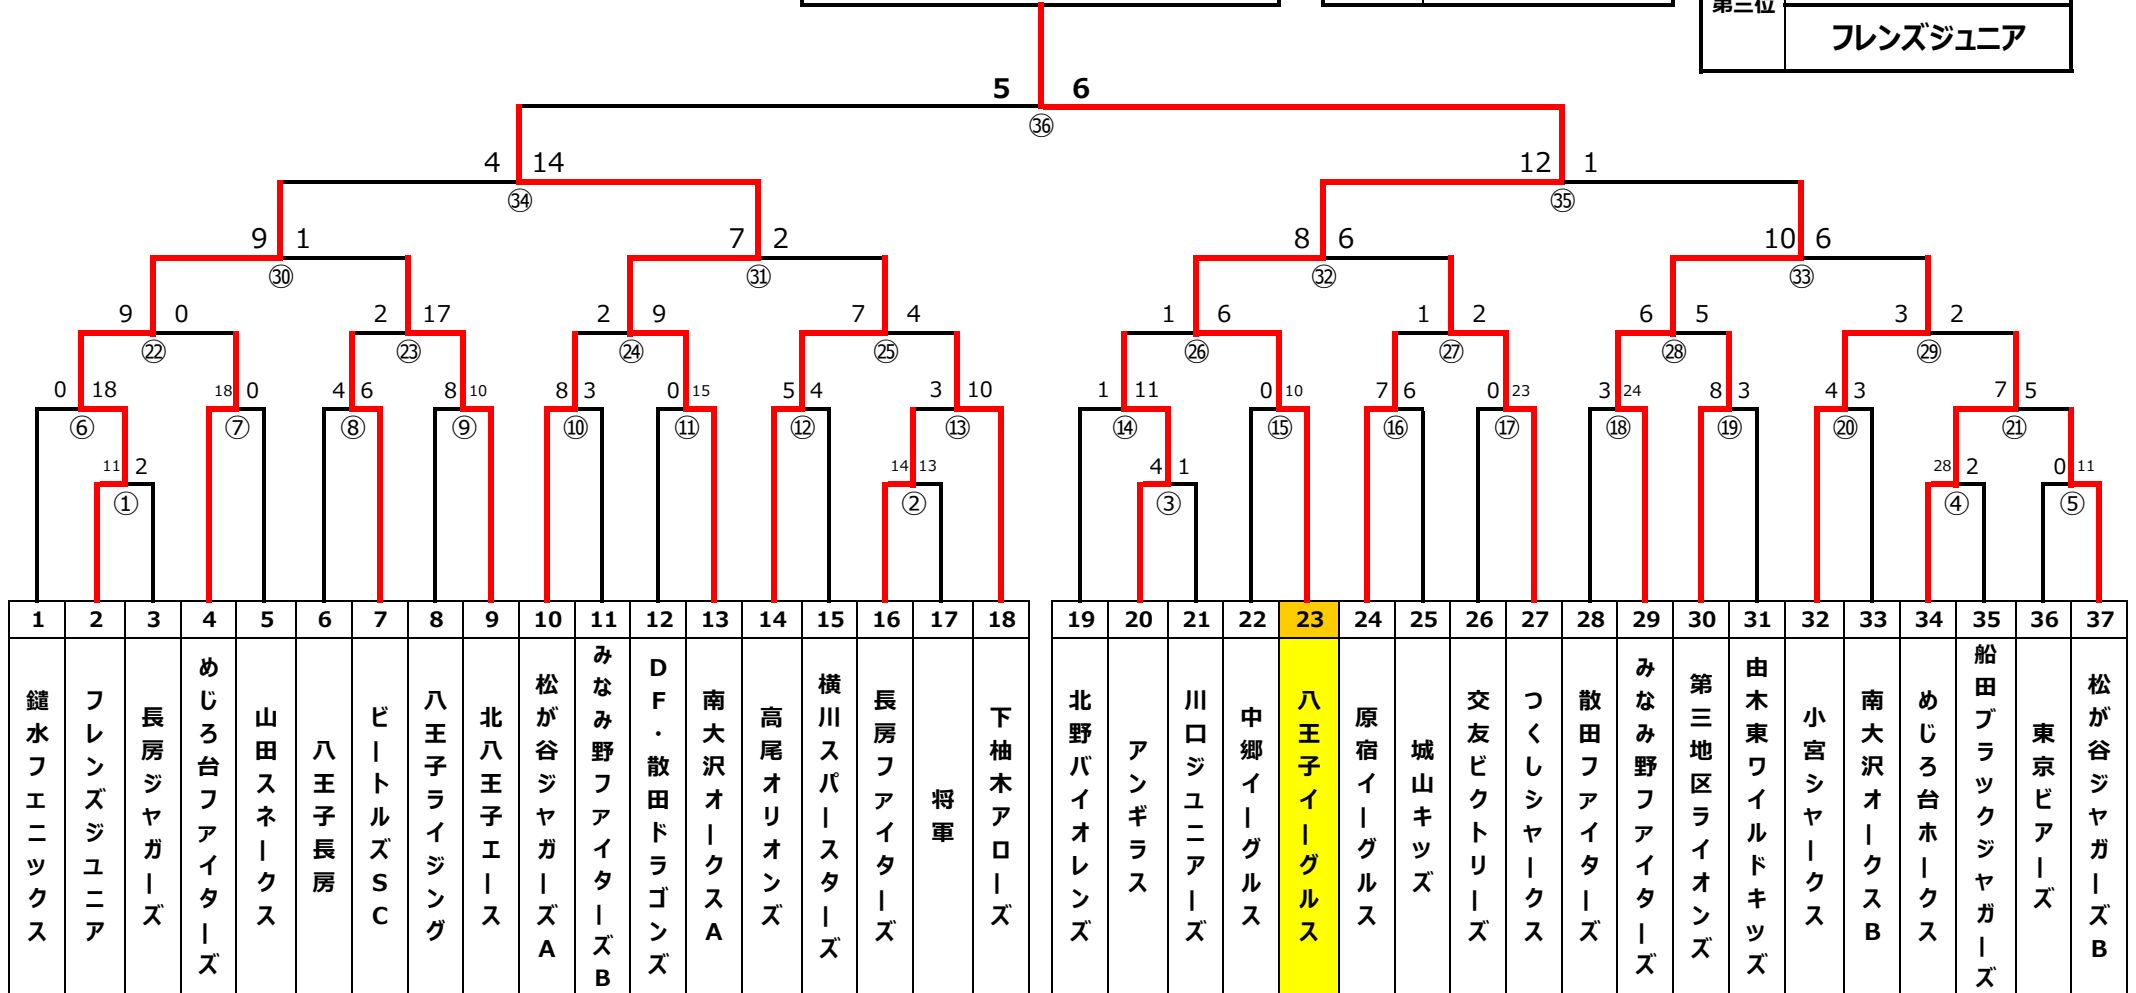 第三位
フレンズジュニア
5 6
㊱
4 14 12 1
㉞ ㉟
9 1 7 2 8 6 10 6
㉚ ㉛ ㉜ ㉝
9 0 2 17 2 9 7 4 1 6 1 2 6 5 3 2
㉒ ㉓ ㉔ ㉕ ㉖ ㉗ ㉘ ㉙
0 18 18 0 4 6 8 10 8 3 0 15 5 4 3 10 1 11 0 10 7 6 0 23 3 24 8 3 4 3 7 5
⑥ ⑦ ⑧ ⑨ ⑩ ⑪ ⑫ ⑬ ⑭ ⑮ ⑯ ⑰ ⑱ ⑲ ⑳ ㉑
11 2 14 13 4 1 28 2 0 11
① ② ③ ④ ⑤
1 2 3 4 5 6 7 8 9 10 11 12 13 14 15 16 17 18 19 20 21 22 23 24 25 26 27 28 29 30 31 32 33 34 35 36 37
鑓水フェニックス
フレンズジュニア
長房ジャガーズ
めじろ台ファイターズ
山田スネークス
八王子長房
ビートルズSC
八王子ライジング
北八王子エース
松が谷ジャガーズA
みなみ野ファイターズB
DF・散田ドラゴンズ
南大沢オークスA
高尾オリオンズ
横川スパースターズ
長房ファイターズ
将軍
下柚木アローズ
北野バイオレンズ
アンギラス
川口ジュニアーズ
中郷イーグルス
八王子イーグルス
原宿イーグルス
城山キッズ
交友ビクトリーズ
つくしシャークス
散田ファイターズ
みなみ野ファイターズ
第三地区ライオンズ
由木東ワイルドキッズ
小宮シャークス
南大沢オークスB
めじろ台ホークス
船田ブラックジャガーズ
東京ビアーズ
松が谷ジャガーズB